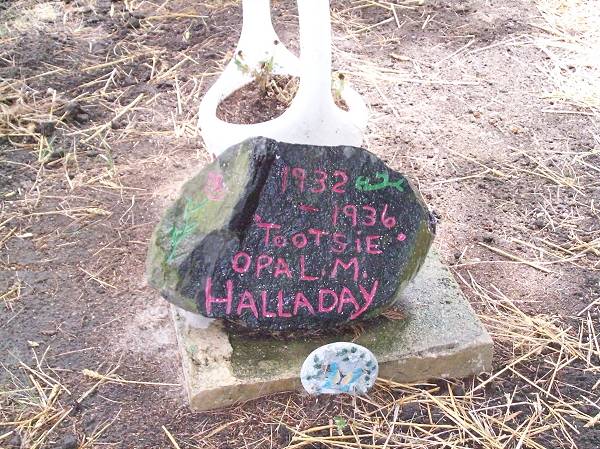 1932
- 1936
"TOOTSIE"
OPAL. M.
HALLADAY